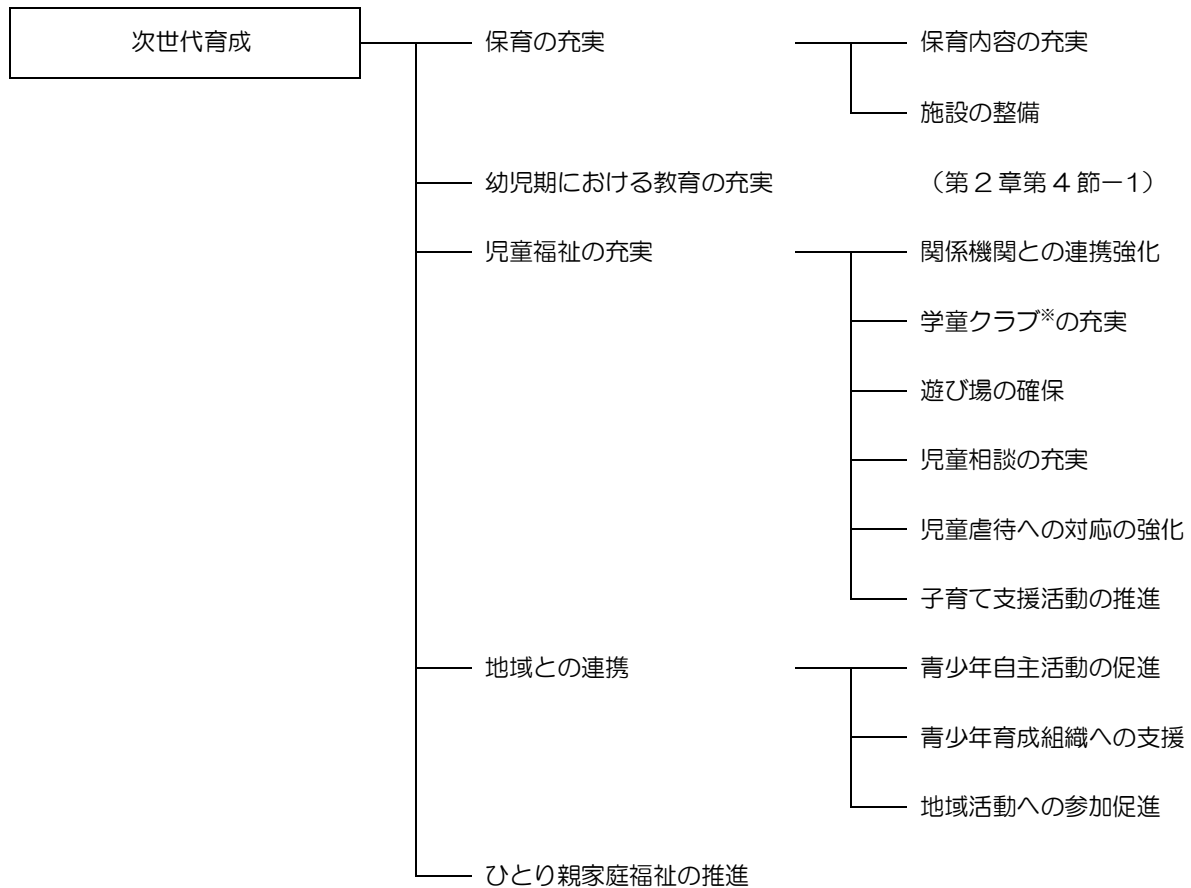 次世代育成
保育の充実
保育内容の充実
施設の整備
幼児期における教育の充実
（第2章第4節－1）
児童福祉の充実
関係機関との連携強化
学童クラブ※の充実
遊び場の確保
児童相談の充実
児童虐待への対応の強化
子育て支援活動の推進
地域との連携
青少年自主活動の促進
青少年育成組織への支援
地域活動への参加促進
ひとり親家庭福祉の推進